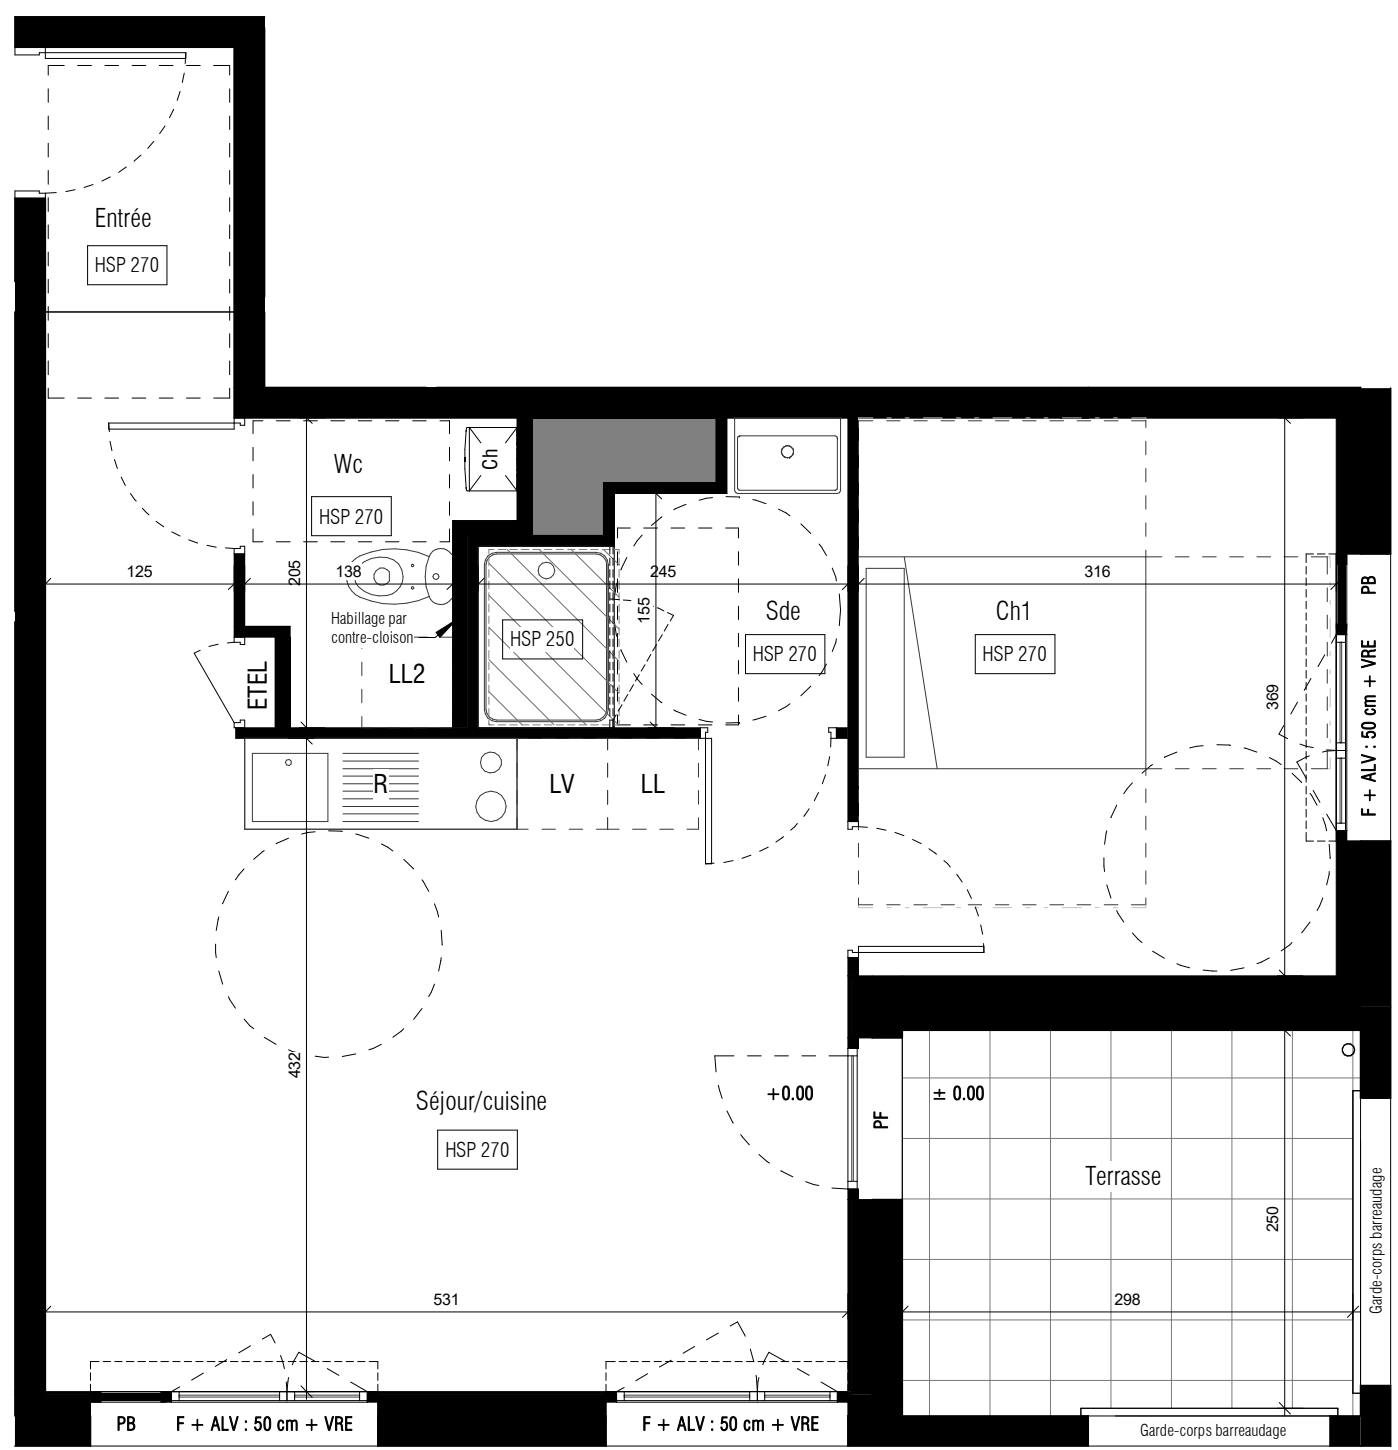 Entrée
HSP 270
Wc
HSP 270
Ch
125
205
138
245
316
155
Habillage par
contre-cloison
HSP 250
Sde
HSP 270
Ch1
HSP 270
PB
F + ALV : 50 cm + VRE
ETEL
LL2
369
R
LV
LL
432
+0.00
PF
± 0.00
Séjour/cuisine
HSP 270
Terrasse
250
Garde-corps barreaudage
531
298
PB
F + ALV : 50 cm + VRE
F + ALV : 50 cm + VRE
Garde-corps barreaudage